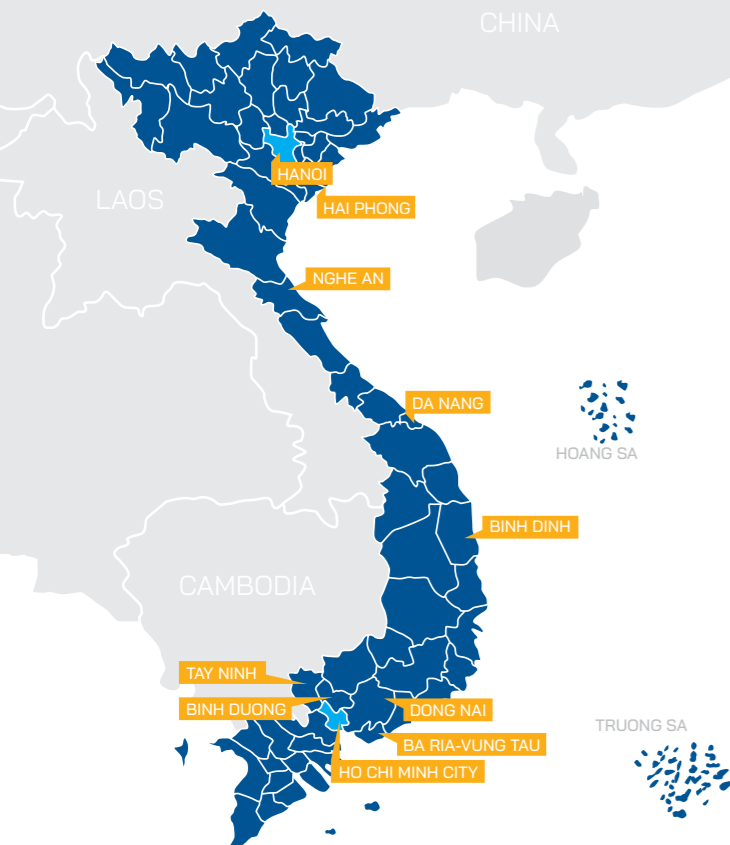 CHINA
HANOI
LAOS
HAI PHONG
NGHE AN
DA NANG
HOANG SA
BINH DINH
CAMBODIA
TAY NINH
BINH DUONG
DONG NAI
TRUONG SA
BA RIA-VUNG TAU
HO CHI MINH CITY